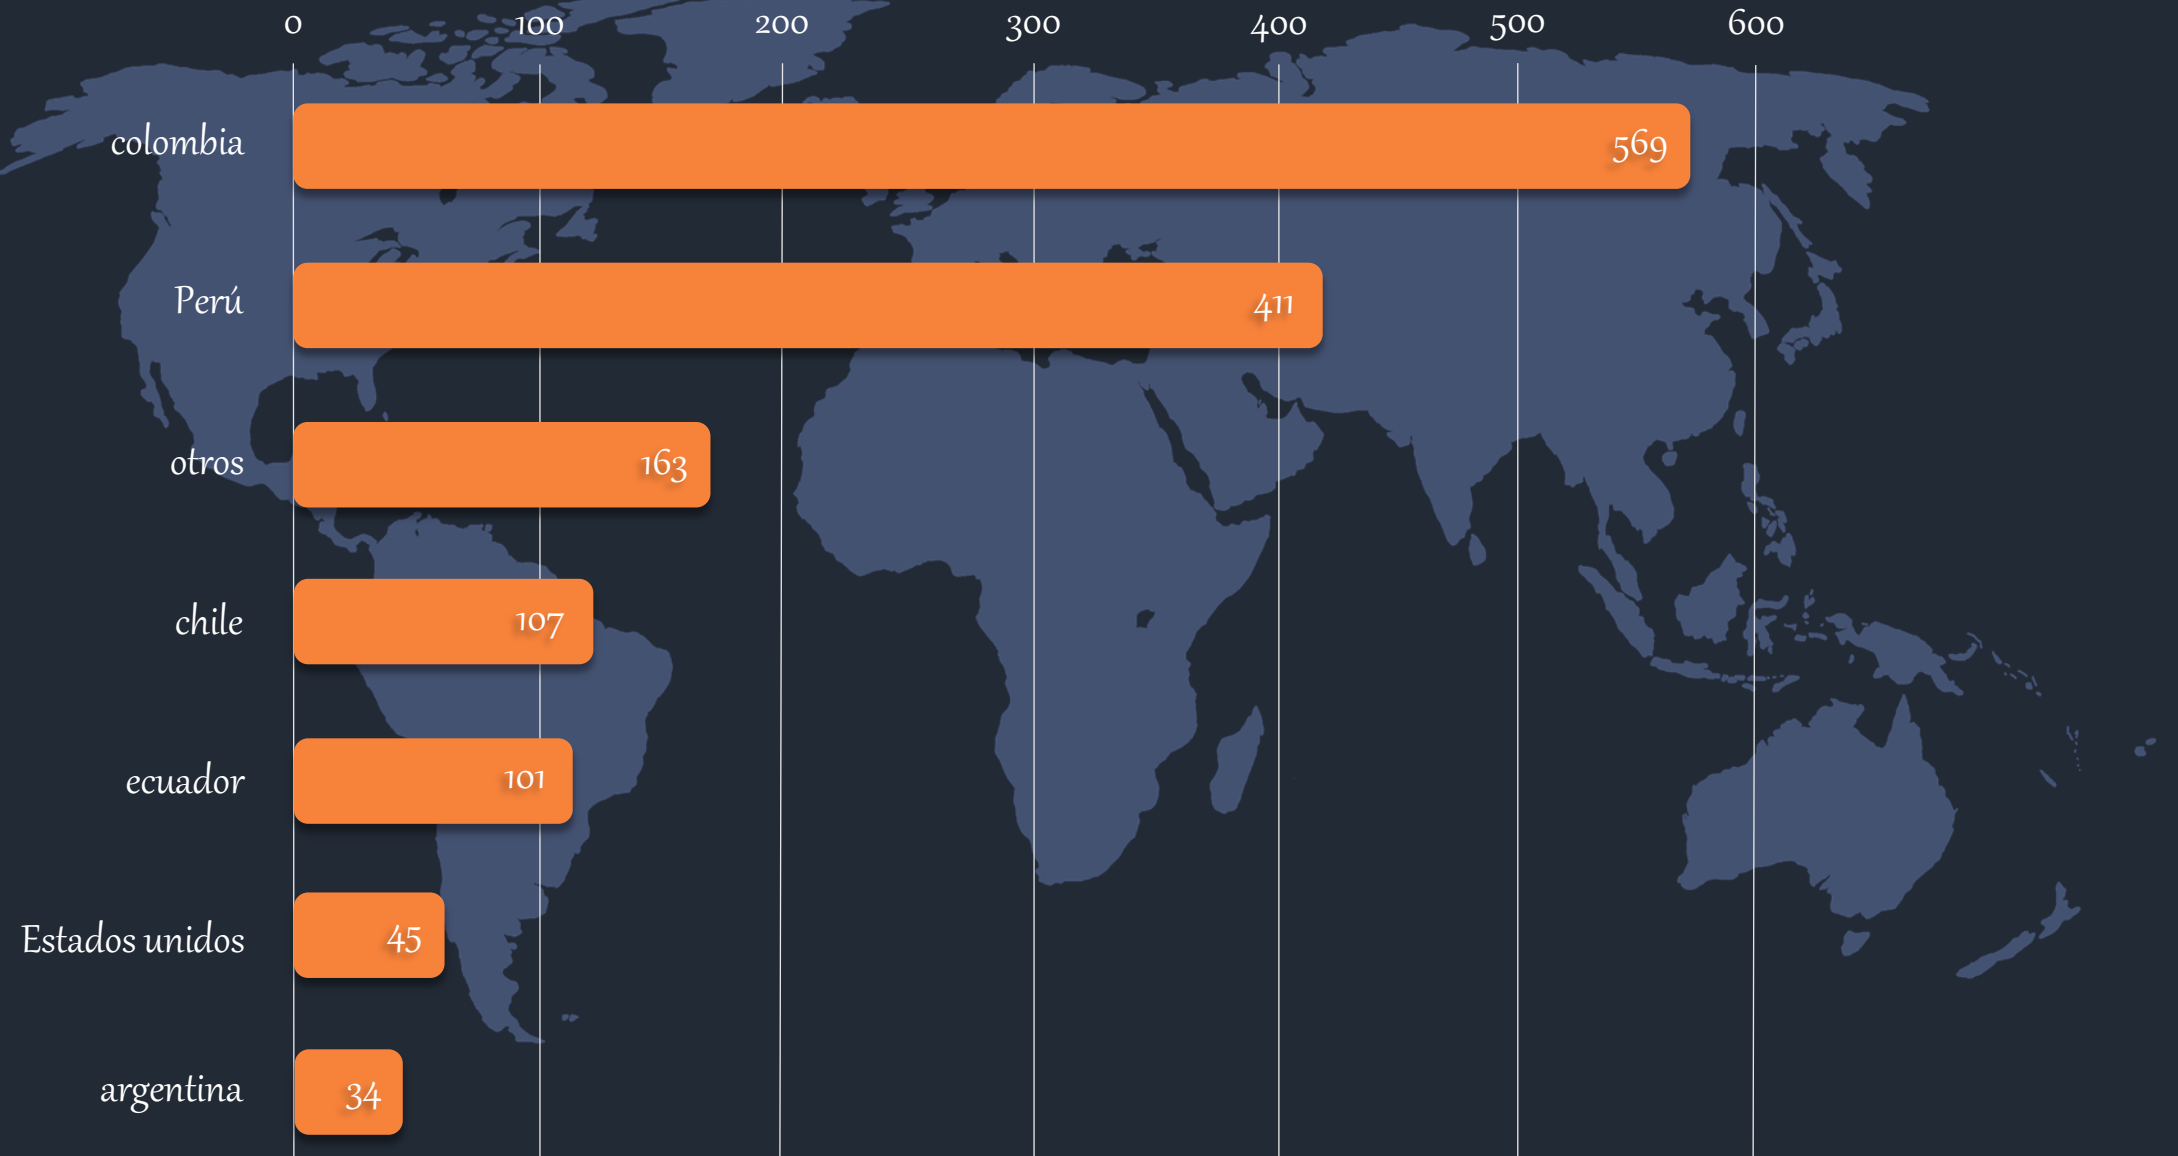 0 100 200 300 400 500 600
colombia 569
Perú 411
otros 163
chile 107
ecuador 101
Estados unidos 45
argentina 34